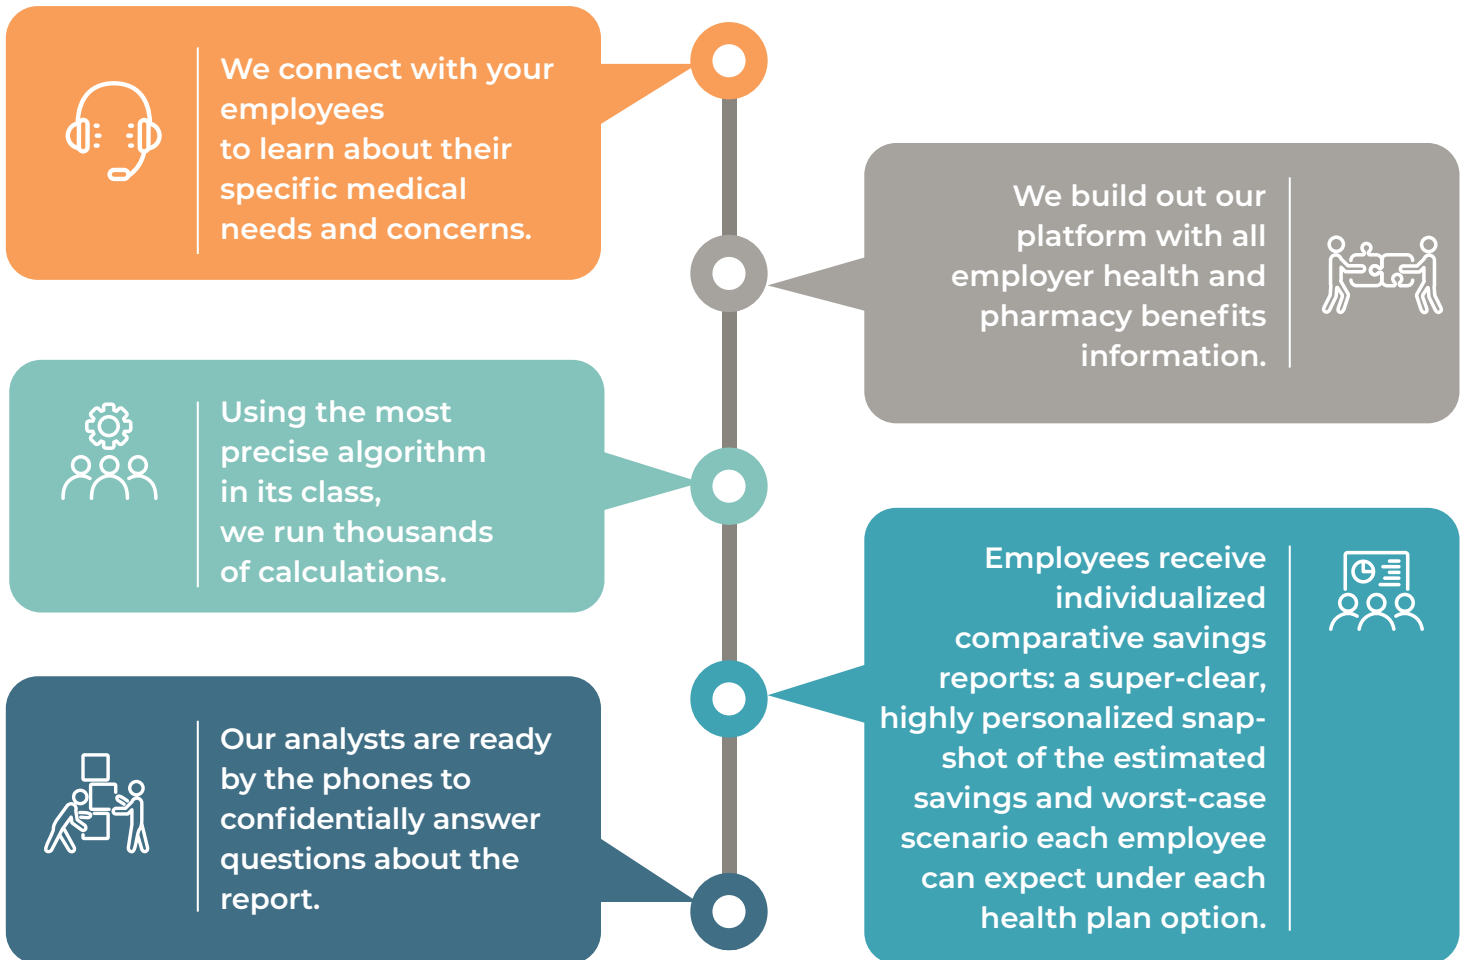 We connect with your
employees
to learn about their
specific medical
needs and concerns.
We build out our
platform with all
employer health and
pharmacy benefits
information.
Using the most
precise algorithm
in its class,
we run thousands
of calculations.
Employees receive
individualized
comparative savings
reports: a super-clear,
highly personalized snap-
shot of the estimated
savings and worst-case
scenario each employee
can expect under each
health plan option.
Our analysts are ready
by the phones to
confidentially answer
questions about the
report.